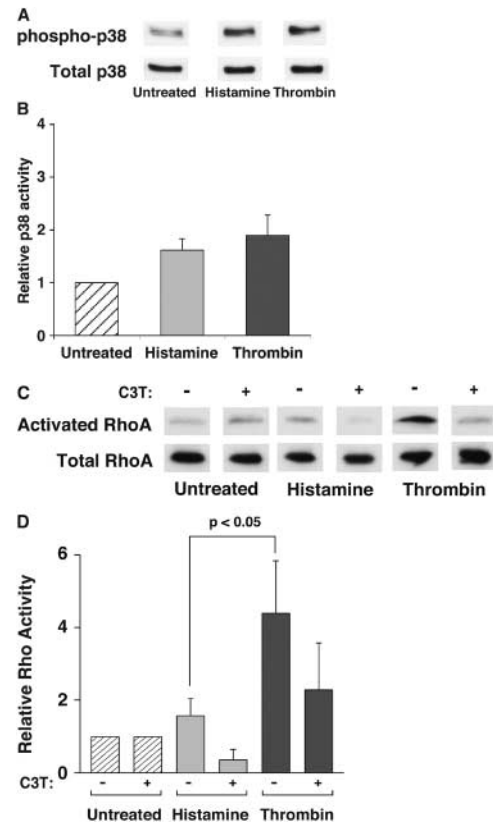 A
phospho-p38
Total p38
Untreated Histamine Thrombin
B
Relative p38 activity
4
3
2
1
0
Untreated Histamine Thrombin
C
C3T: - + - + - +
Activated RhoA
Total RhoA
Untreated Histamine Thrombin
D
p < 0.05
Relative Rho Activity
6
4
2
0
C3T: - + - + - +
Untreated Histamine Thrombin